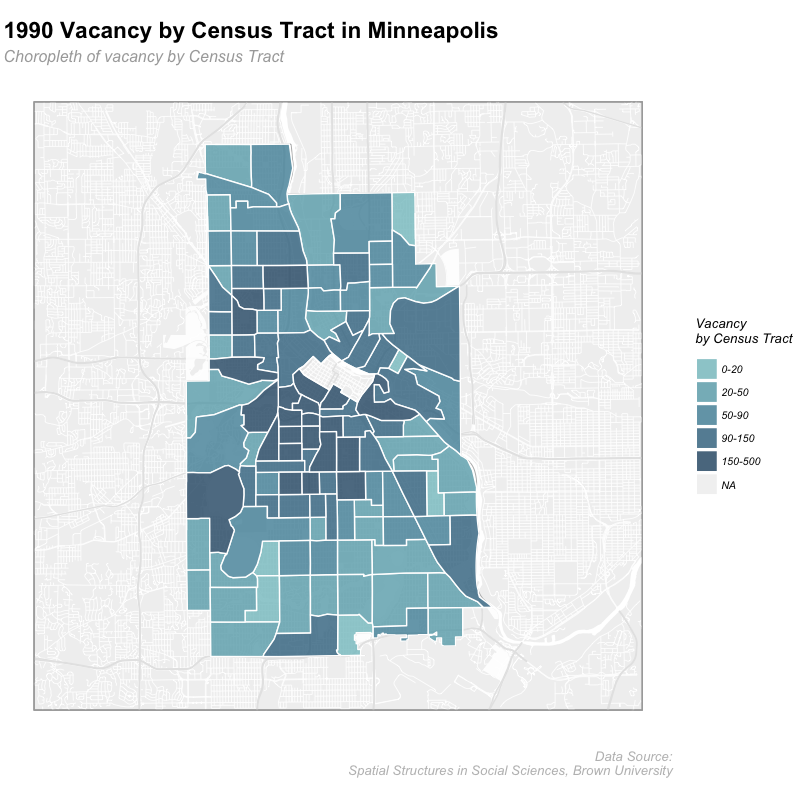 1990 Vacancy by Census Tract in Minneapolis
Choropleth of vacancy by Census Tract
Vacancy
by Census Tract
0-20
20-50
50-90
90-150
150-500
NA
Data Source:
Spatial Structures in Social Sciences, Brown University